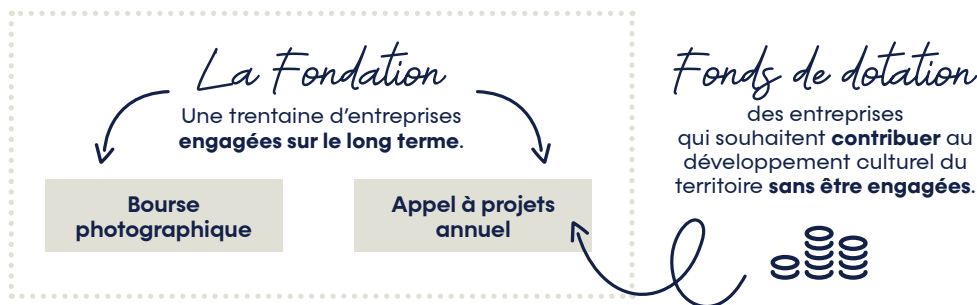 La Fondation
Une trentaine d'entreprises
engagées sur le long terme.
Bourse
photographique
Appel à projets
annuel
Fonds de dotation
des entreprises
qui souhaitent contribuer au
développement culturel du
territoire sans être engagées.